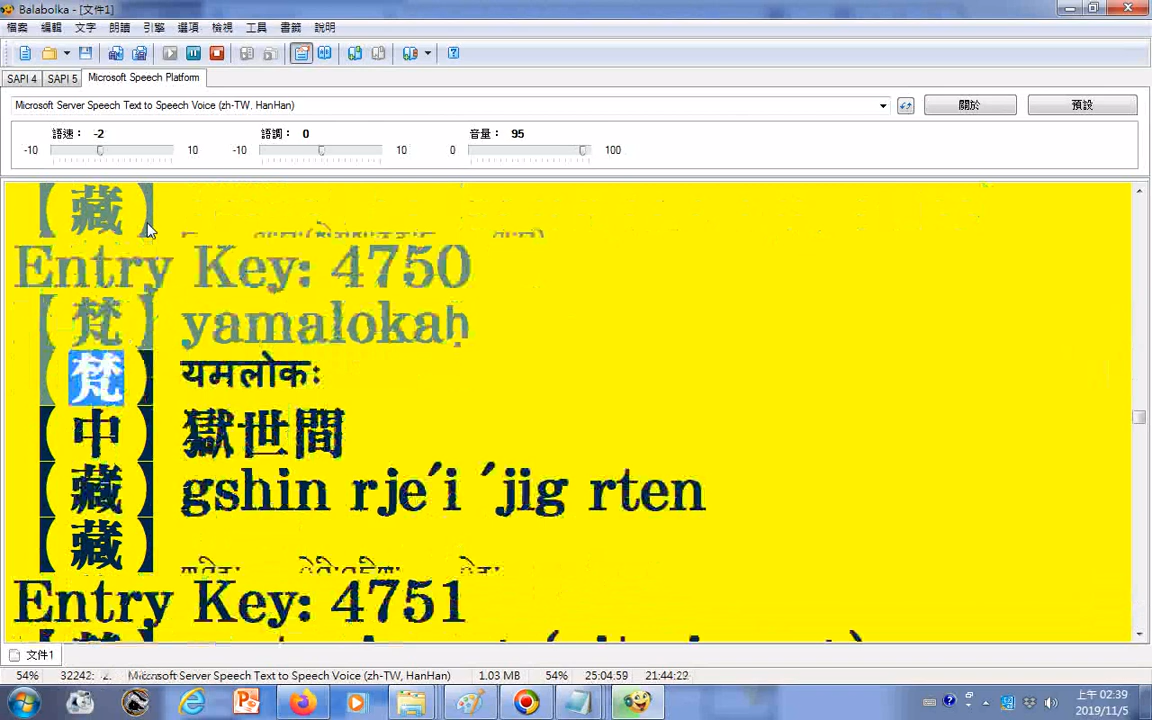 Balabolka - [文件1]
檔案 編輯 文字 朗讀 引擎 選項 檢視 工具 書籤 說明
SAPI 4 SAPI 5 Microsoft Speech Platform
Microsoft Server Speech Text to Speech Voice (zh-TW, HanHan) 關於 預設
語速： -2 語調： 0 音量： 95
-10 10 -10 10 0 100
【藏】
Entry Key: 4750
【梵】 yamalokaḥ
【梵】 यमलोकः
【中】 獄世間
【藏】 gshin rje´i ´jig rten
【藏】
Entry Key: 4751
文件1
54% Microsoft Server Speech Text to Speech Voice (zh-TW, HanHan) 1.03 MB 54% 25:04:59
上午 02:39
2019/11/5